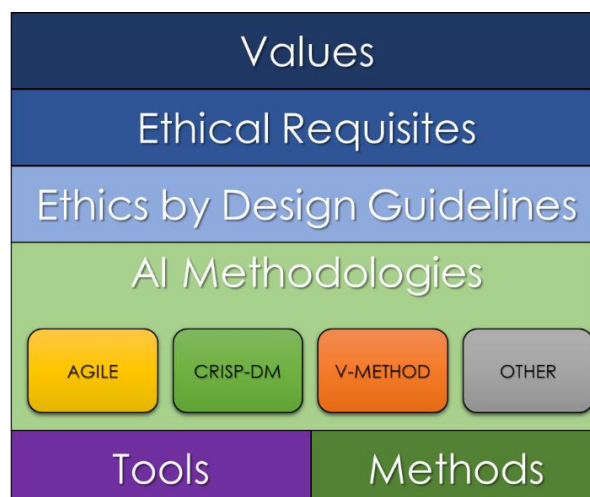 Values
Ethical Requisites
Ethics by Design Guidelines
AI Methodologies
AGILE
CRISP-DM
V-METHOD
OTHER
Tools
Methods